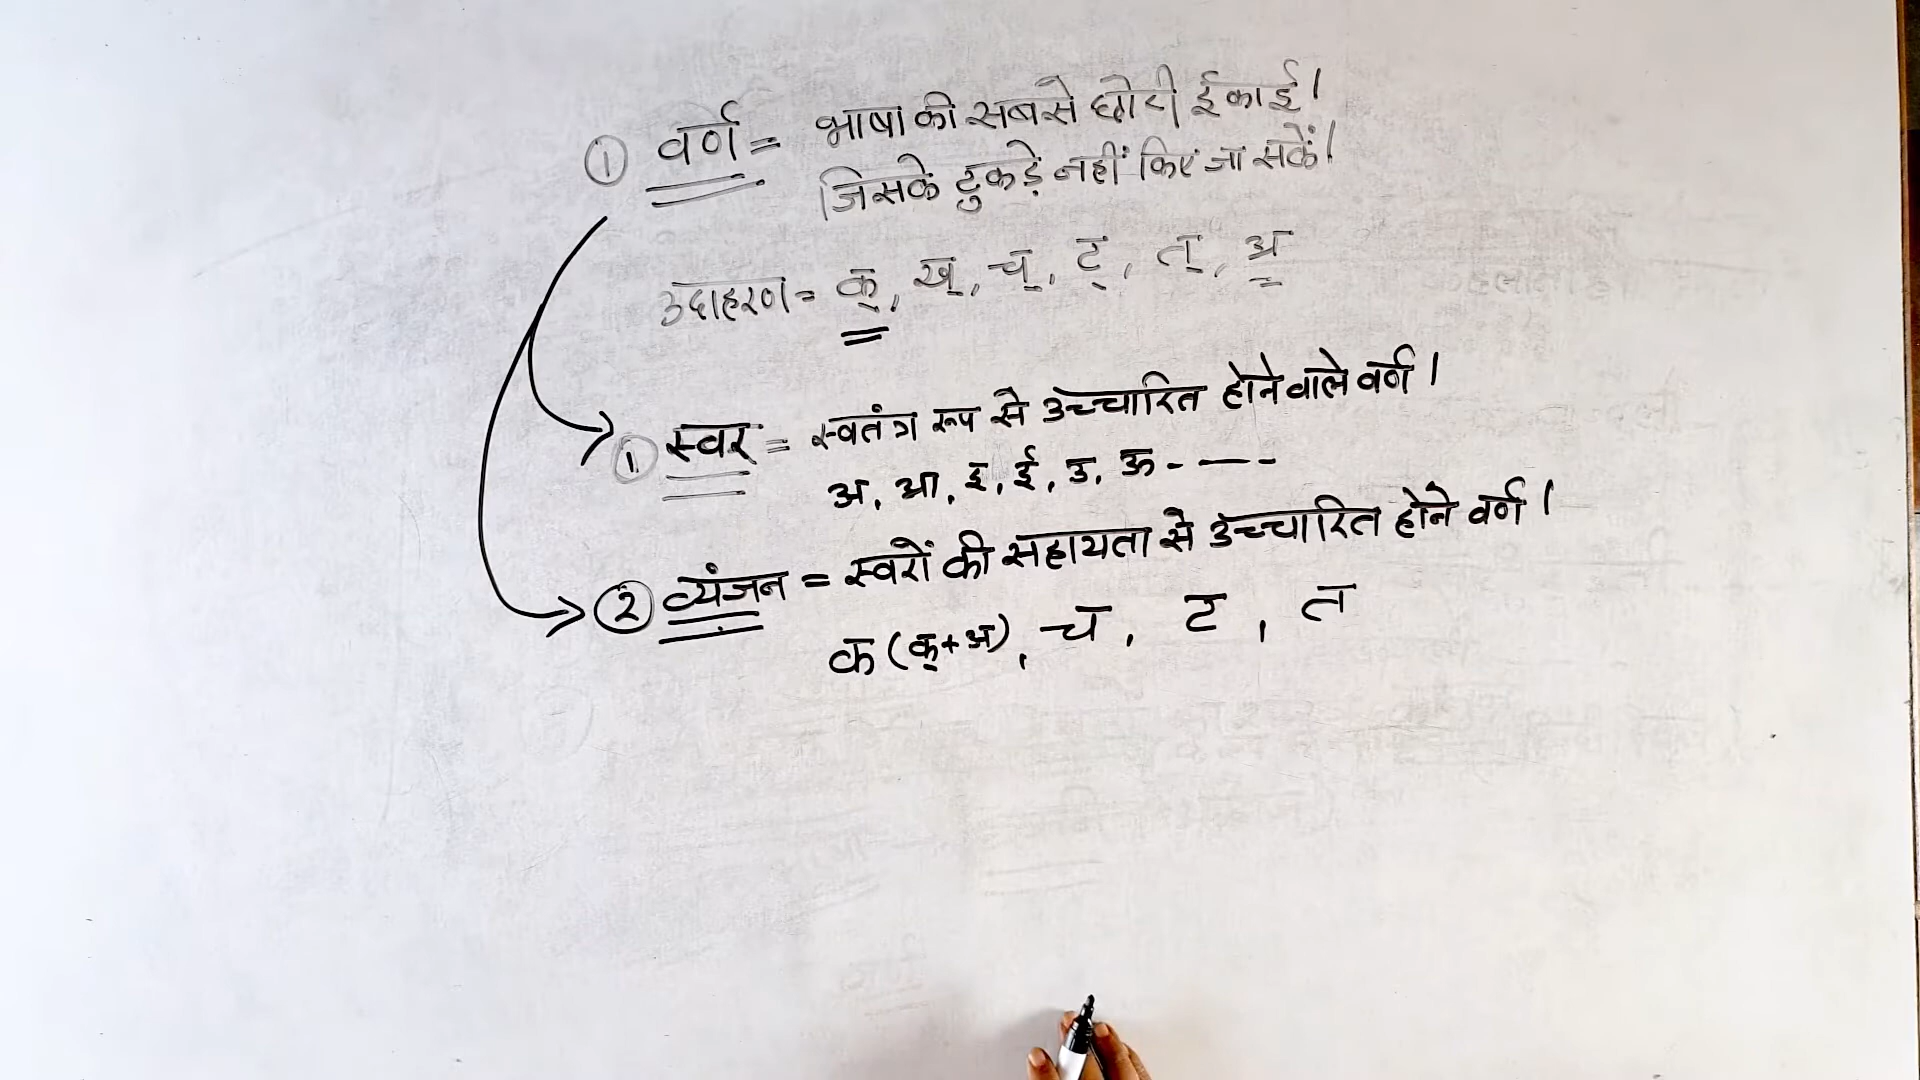 ① वर्ण = भाषा की सबसे छोटी ईकाई।
जिसके टुकड़े नहीं किए जा सकें।
उदाहरण = क्, ख्, च्, ट्, त्, अ
① स्वर = स्वतंत्र रूप से उच्चारित होने वाले वर्ण।
अ, आ, इ, ई, उ, ऊ - — - -
② व्यंजन = स्वरों की सहायता से उच्चारित होने वर्ण।
क (क् + अ), च, ट, त